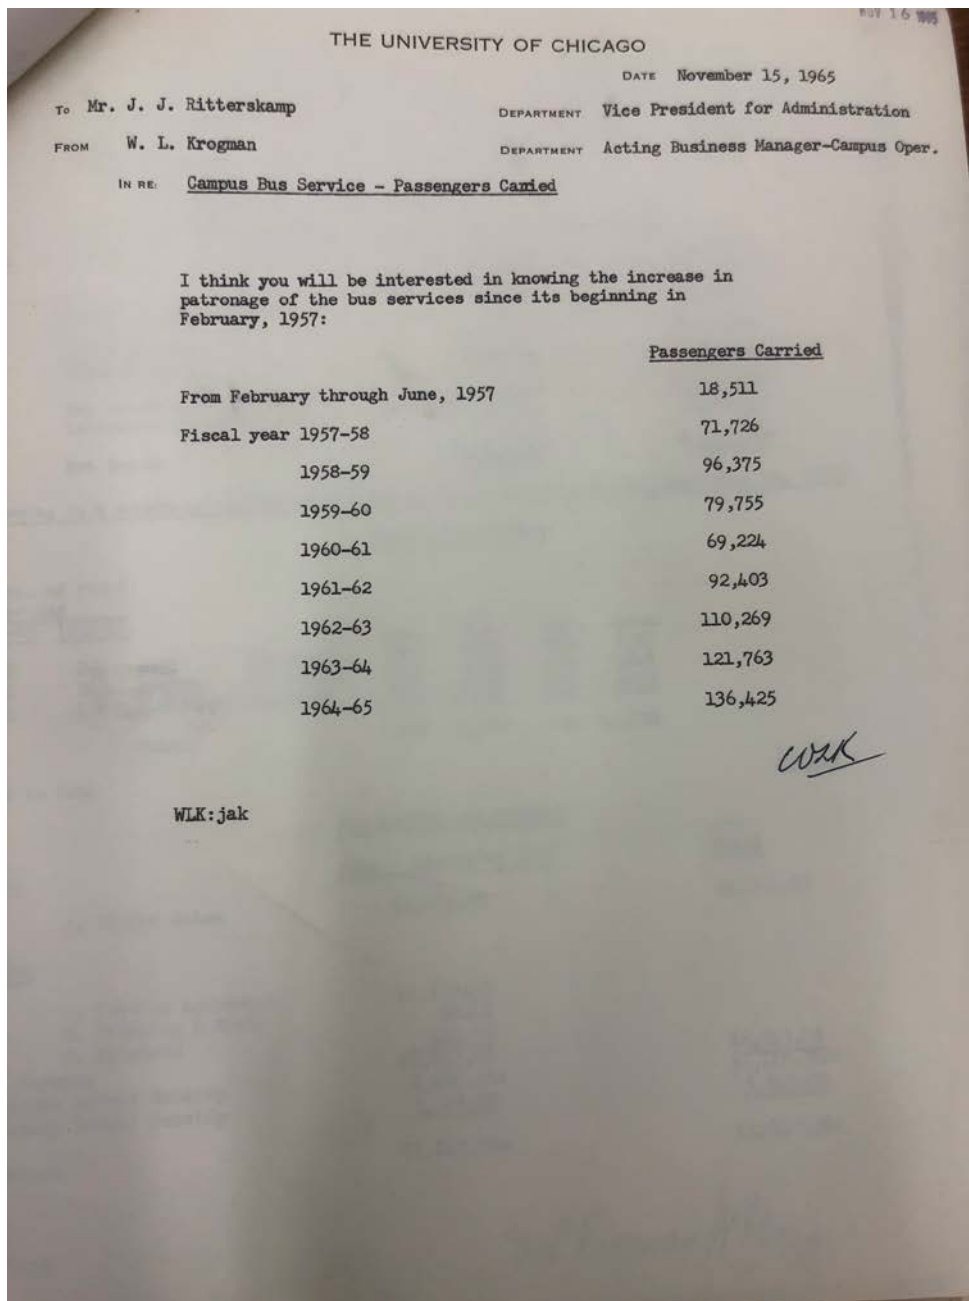 NOV 16 1965
THE UNIVERSITY OF CHICAGO
DATE November 15, 1965
To Mr. J. J. Ritterskamp DEPARTMENT Vice President for Administration
FROM W. L. Krogman DEPARTMENT Acting Business Manager-Campus Oper.
IN RE: Campus Bus Service - Passengers Carried
I think you will be interested in knowing the increase in
patronage of the bus services since its beginning in
February, 1957:
Passengers Carried
From February through June, 1957 18,511
Fiscal year 1957-58 71,726
1958-59 96,375
1959-60 79,755
1960-61 69,224
1961-62 92,403
1962-63 110,269
1963-64 121,763
1964-65 136,425
WLK
WLK:jak